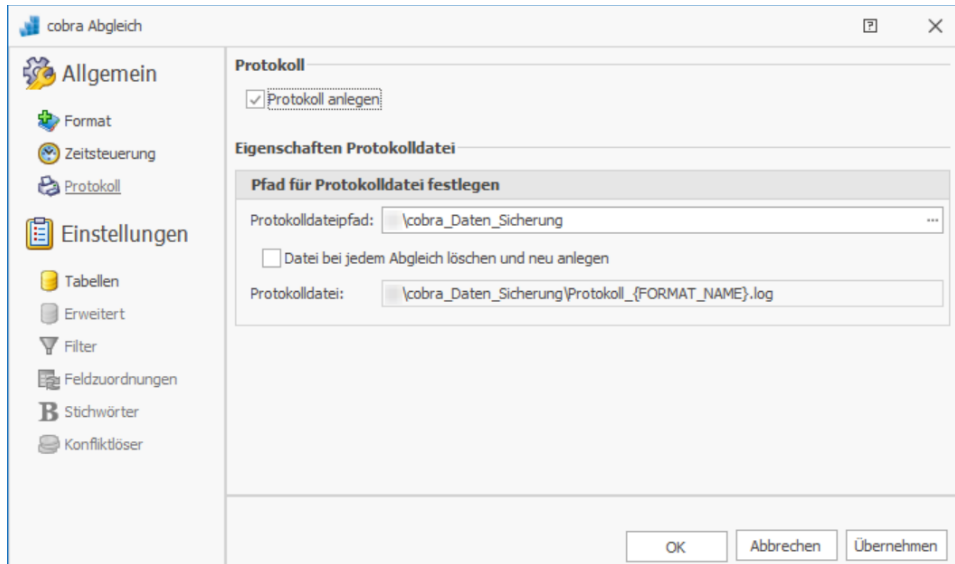 cobra Abgleich
Allgemein
Format
Zeitsteuerung
Protokoll
Einstellungen
Tabellen
Erweitert
Filter
Feldzuordnungen
Stichwörter
Konfliktlöser
Protokoll
Protokoll anlegen
Eigenschaften Protokolldatei
Pfad für Protokolldatei festlegen
Protokolldateipfad: \cobra_Daten_Sicherung ...
Datei bei jedem Abgleich löschen und neu anlegen
Protokolldatei: \cobra_Daten_Sicherung\Protokoll_{FORMAT_NAME}.log
OK Abbrechen Übernehmen